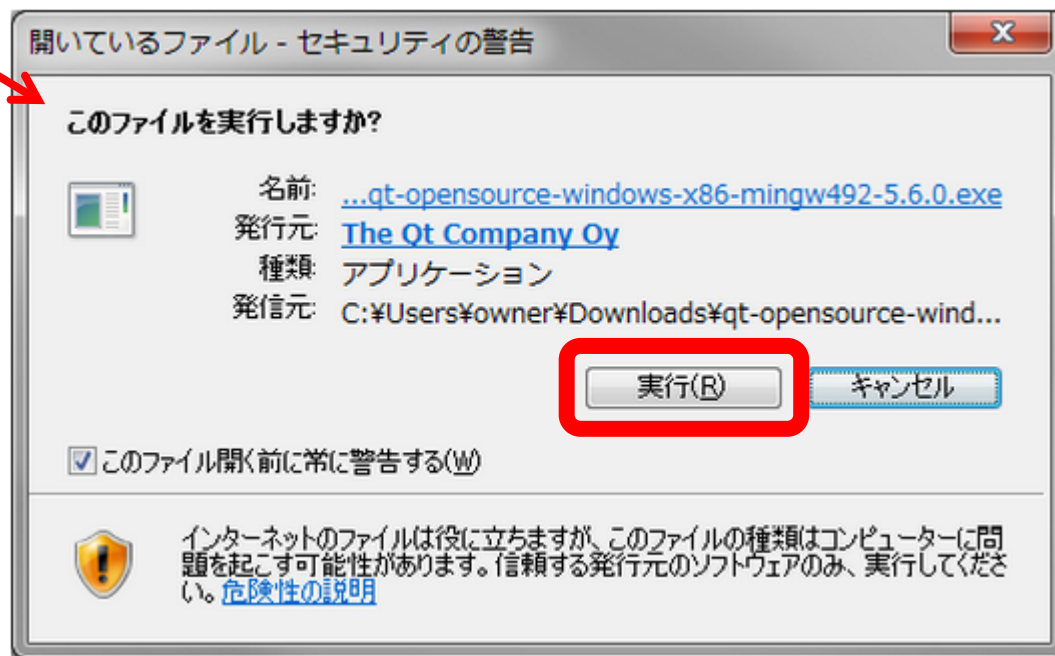 開いているファイル - セキュリティの警告
このファイルを実行しますか?
名前: ...qt-opensource-windows-x86-mingw492-5.6.0.exe
発行元: The Qt Company Oy
種類: アプリケーション
発信元: C:¥Users¥owner¥Downloads¥qt-opensource-wind...
実行(R) キャンセル
このファイル開く前に常に警告する(W)
インターネットのファイルは役に立ちますが、このファイルの種類はコンピューターに問
題を起こす可能性があります。信頼する発行元のソフトウェアのみ、実行してくださ
い。危険性の説明